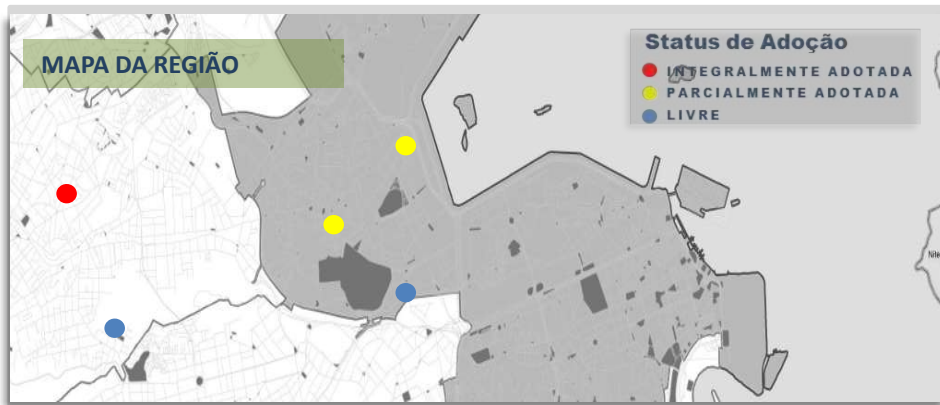 MAPA DA REGIÃO
Status de Adoção
INTEGRALMENTE ADOTADA
PARCIALMENTE ADOTADA
LIVRE